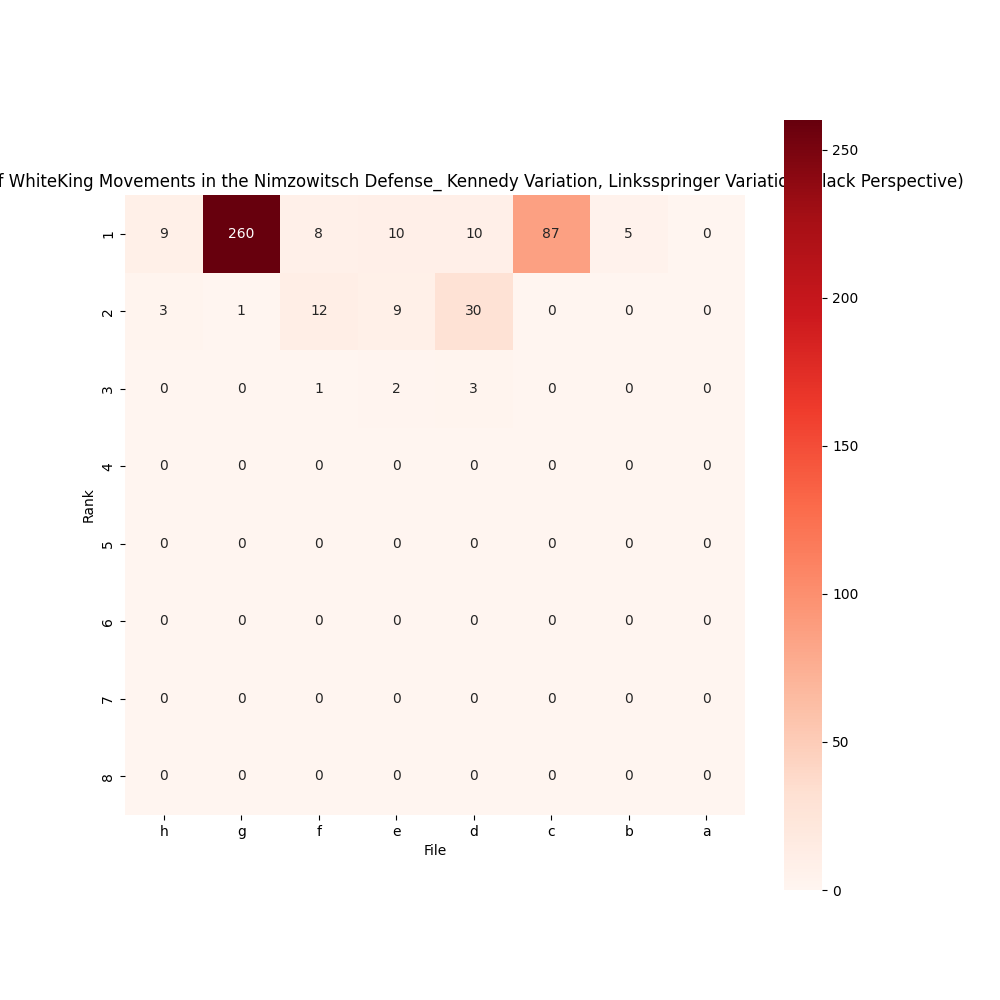 WhiteKing Movements in the Nimzowitsch Defense_ Kennedy Variation, Linksspringer Perspective)
1 9 260 8 10 10 87 5 0
2 3 1 12 9 30 0 0 0
3 0 0 1 2 3 0 0 0
4 0 0 0 0 0 0 0 0
5 0 0 0 0 0 0 0 0
6 0 0 0 0 0 0 0 0
7 0 0 0 0 0 0 0 0
8 0 0 0 0 0 0 0 0
h g f e d c b a
File
Rank
250
200
150
100
50
0